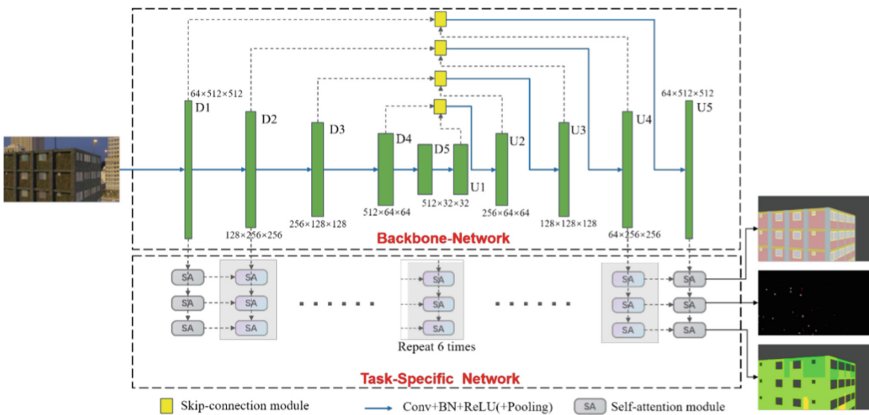 64×512×512
D1
D2
D3
D4
D5
U1
U2
U3
U4
64×512×512
U5
512×64×64
512×32×32
256×64×64
256×128×128
128×128×128
128×256×256
64×256×256
Backbone-Network
SA SA SA SA SA
SA SA SA SA SA
SA SA SA SA SA
Repeat 6 times
Task-Specific Network
Skip-connection module
Conv+BN+ReLU(+Pooling)
SA Self-attention module